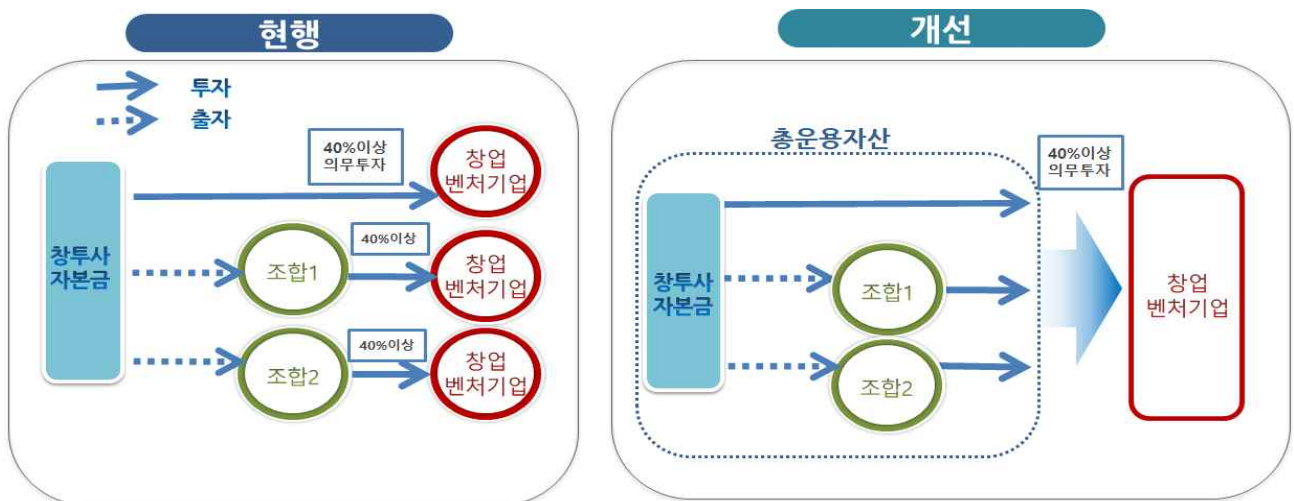 현행
투자
출자
40%이상
의무투자
창업
벤처기업
창투사
자본금
조합1
40%이상
창업
벤처기업
조합2
40%이상
창업
벤처기업
개선
총운용자산
40%이상
의무투자
창투사
자본금
조합1
조합2
창업
벤처기업